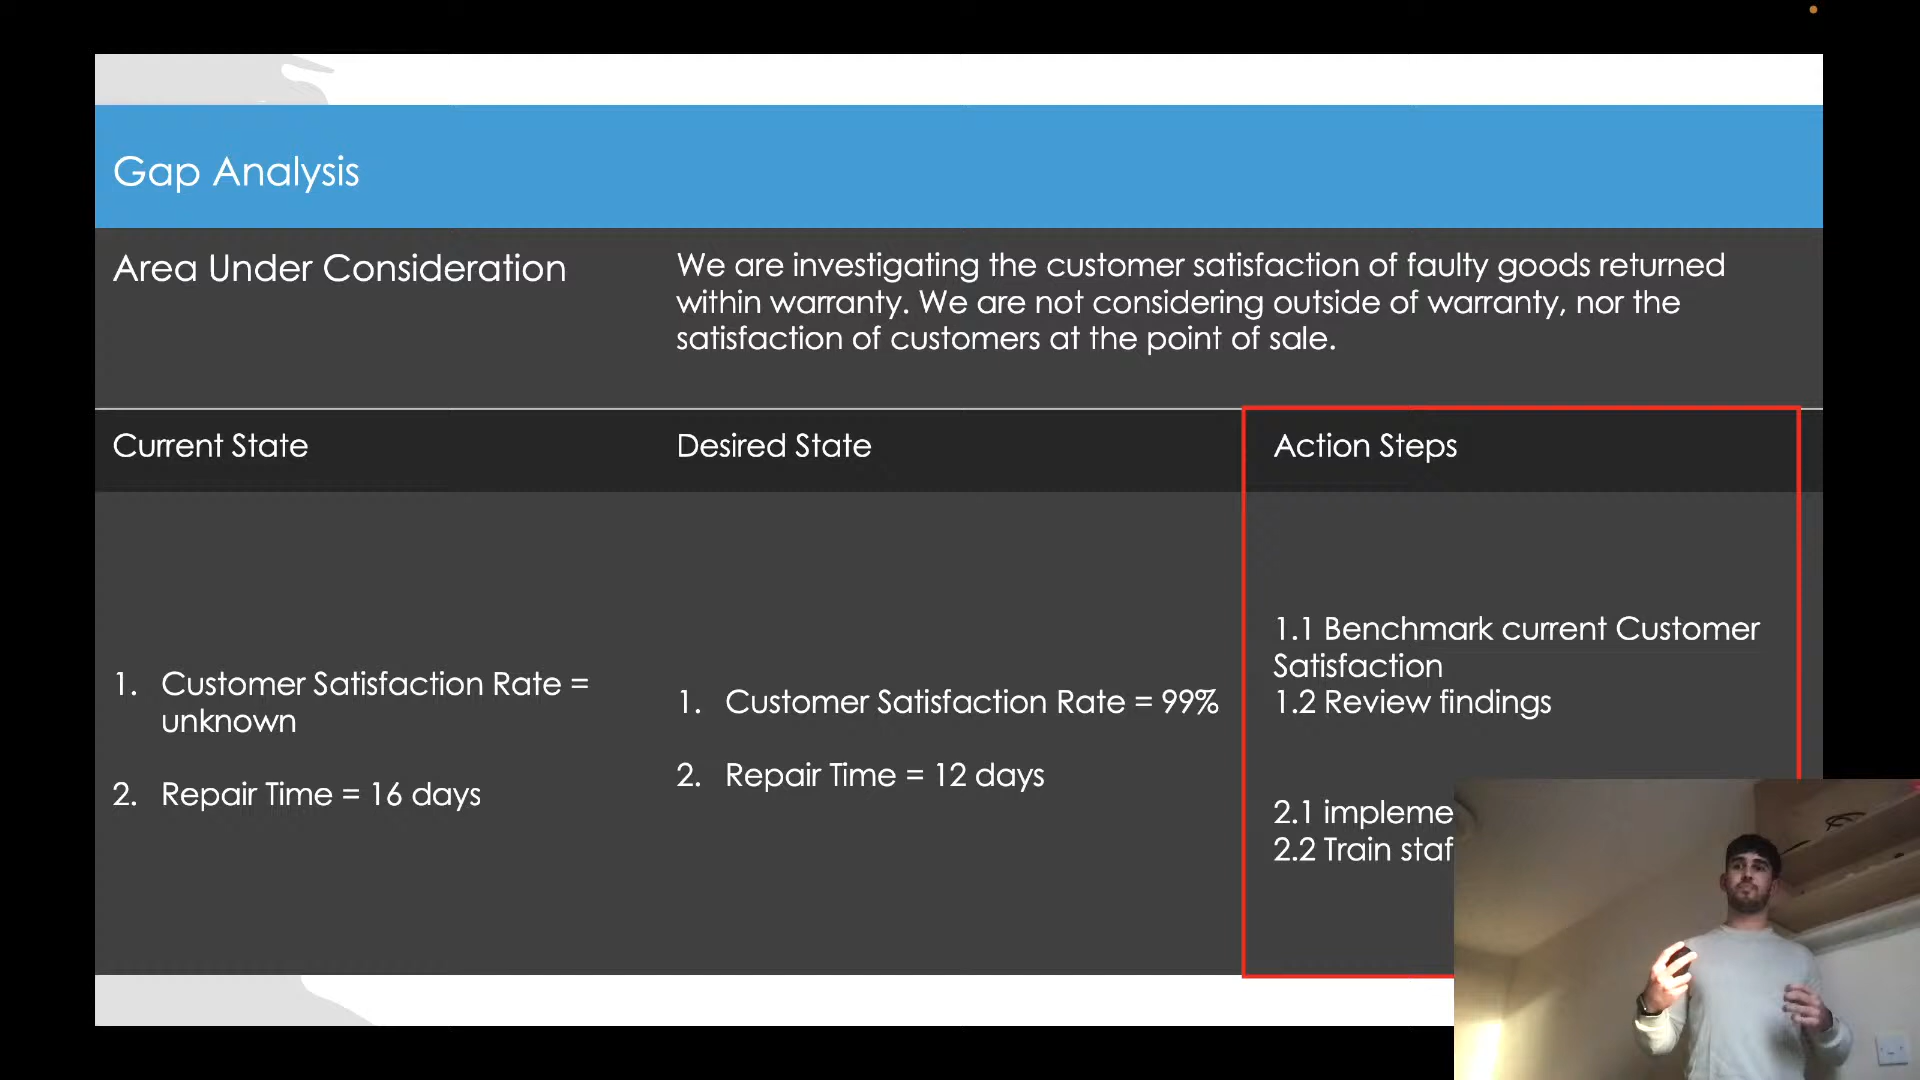 Gap Analysis
Area Under Consideration
We are investigating the customer satisfaction of faulty goods returned
within warranty. We are not considering outside of warranty, nor the
satisfaction of customers at the point of sale.
Current State
Desired State
Action Steps
1. Customer Satisfaction Rate =
unknown
2. Repair Time = 16 days
1. Customer Satisfaction Rate = 99%
2. Repair Time = 12 days
1.1 Benchmark current Customer
Satisfaction
1.2 Review findings
2.1
2.2 Train